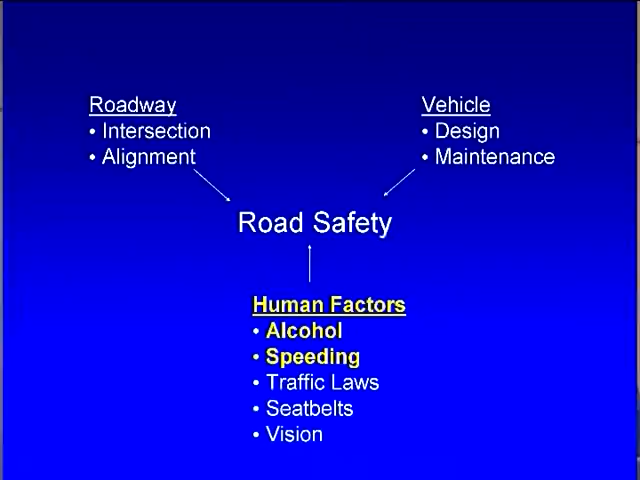 Roadway
• Intersection
• Alignment
Vehicle
• Design
• Maintenance
Road Safety
Human Factors
• Alcohol
• Speeding
• Traffic Laws
• Seatbelts
• Vision